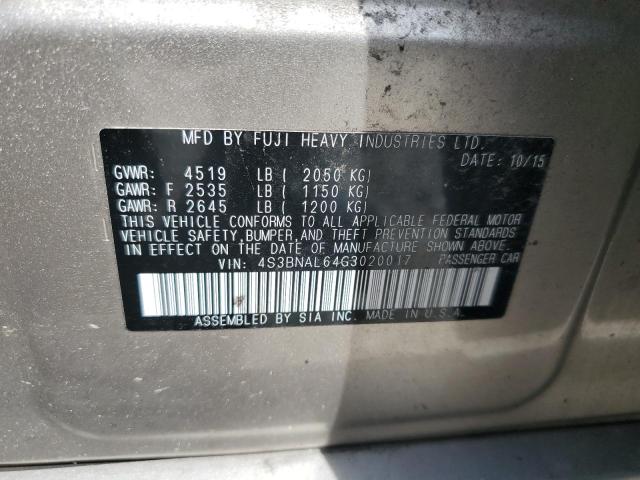 MFD BY FUJI HEAVY INDUSTRIES LTD.
DATE: 10/15
GVWR: 4519 LB ( 2050 KG)
GAWR: F 2535 LB ( 1150 KG)
GAWR: R 2645 LB ( 1200 KG)
THIS VEHICLE CONFORMS TO ALL APPLICABLE FEDERAL MOTOR
VEHICLE SAFETY, BUMPER, AND THEFT PREVENTION STANDARDS
IN EFFECT ON THE DATE OF MANUFACTURE SHOWN ABOVE.
VIN: 4S3BNAL64G3020017 PASSENGER CAR
ASSEMBLED BY SIA INC. MADE IN U.S.A.